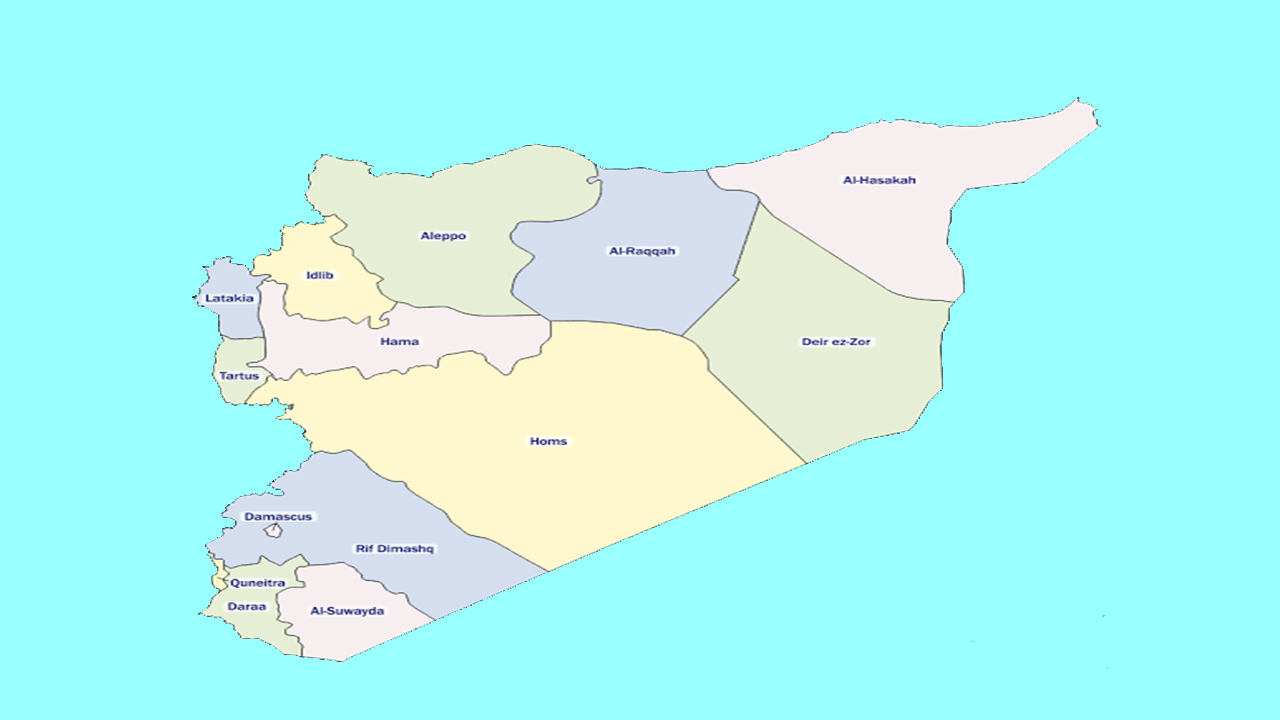 Al-Hasakah
Aleppo
Al-Raqqah
Idlib
Latakia
Hama
Deir ez-Zor
Tartus
Homs
Damascus
Rif Dimashq
Quneitra
Daraa
Al-Suwayda